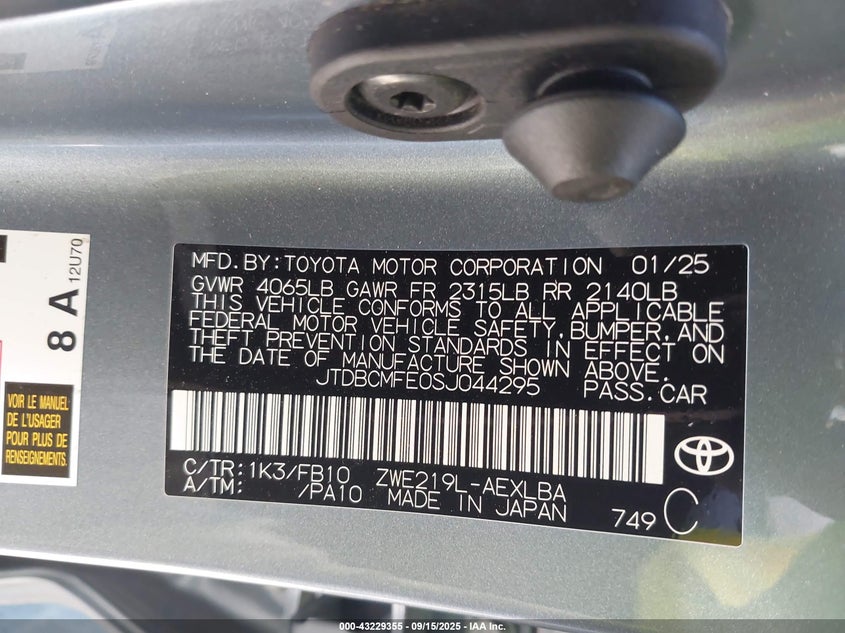 MFD.BY:TOYOTA MOTOR CORPORATION 01/25
GVWR 4065LB GAWR FR 2315LB RR 2140LB
THIS VEHICLE CONFORMS TO ALL APPLICABLE
FEDERAL MOTOR VEHICLE SAFETY,BUMPER,AND
THEFT PREVENTION STANDARDS IN EFFECT ON
THE DATE OF MANUFACTURE SHOWN ABOVE.
JTDBCMFE0SJ044295 PASS.CAR
C/TR:1K3/FB10 ZWE219L-AEXLBA
A/TM: /PA10 MADE IN JAPAN 749 C
8 A 12U70
VOIR LE MANUEL
DE L'USAGER
POUR PLUS DE
RENSEIGNEMENTS.
000-43229355 - 09/15/2025 - IAA Inc.